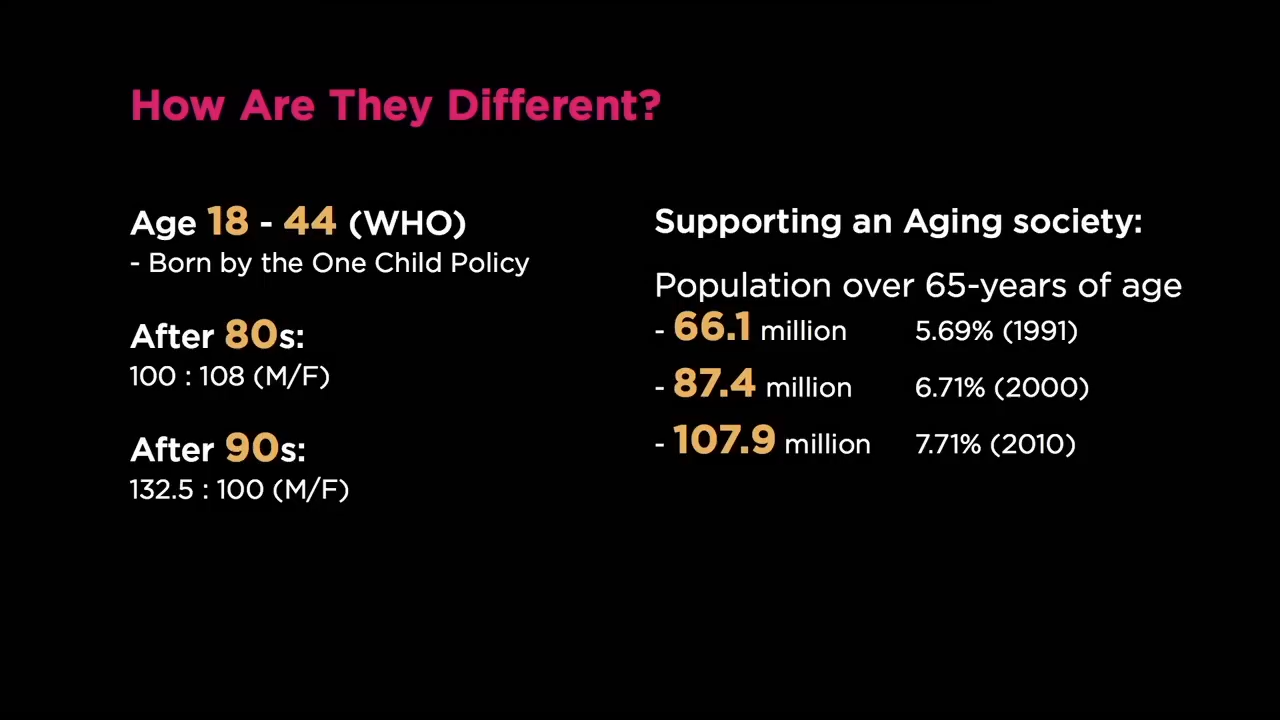 How Are They Different?
Age 18 - 44 (WHO)
- Born by the One Child Policy
After 80s:
100 : 108 (M/F)
After 90s:
132.5 : 100 (M/F)
Supporting an Aging society:
Population over 65-years of age
- 66.1 million 5.69% (1991)
- 87.4 million 6.71% (2000)
- 107.9 million 7.71% (2010)